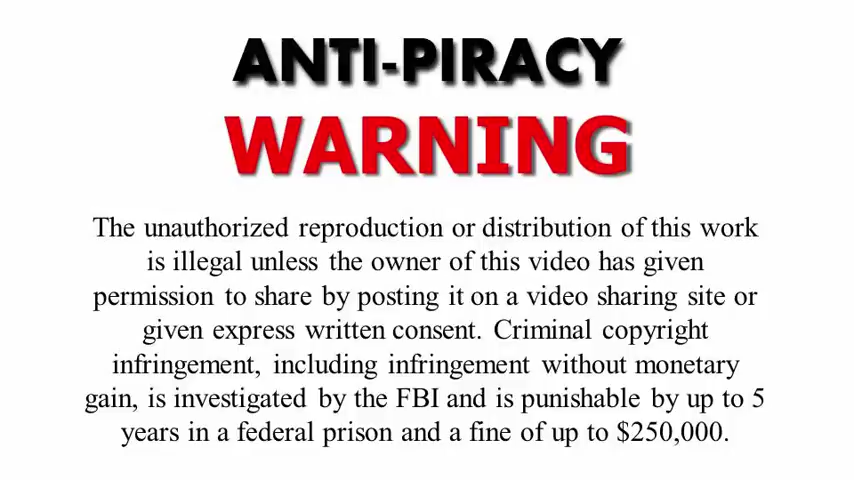 ANTI-PIRACY
WARNING
The unauthorized reproduction or distribution of this work
is illegal unless the owner of this video has given
permission to share by posting it on a video sharing site or
given express written consent. Criminal copyright
infringement, including infringement without monetary
gain, is investigated by the FBI and is punishable by up to 5
years in a federal prison and a fine of up to $250,000.